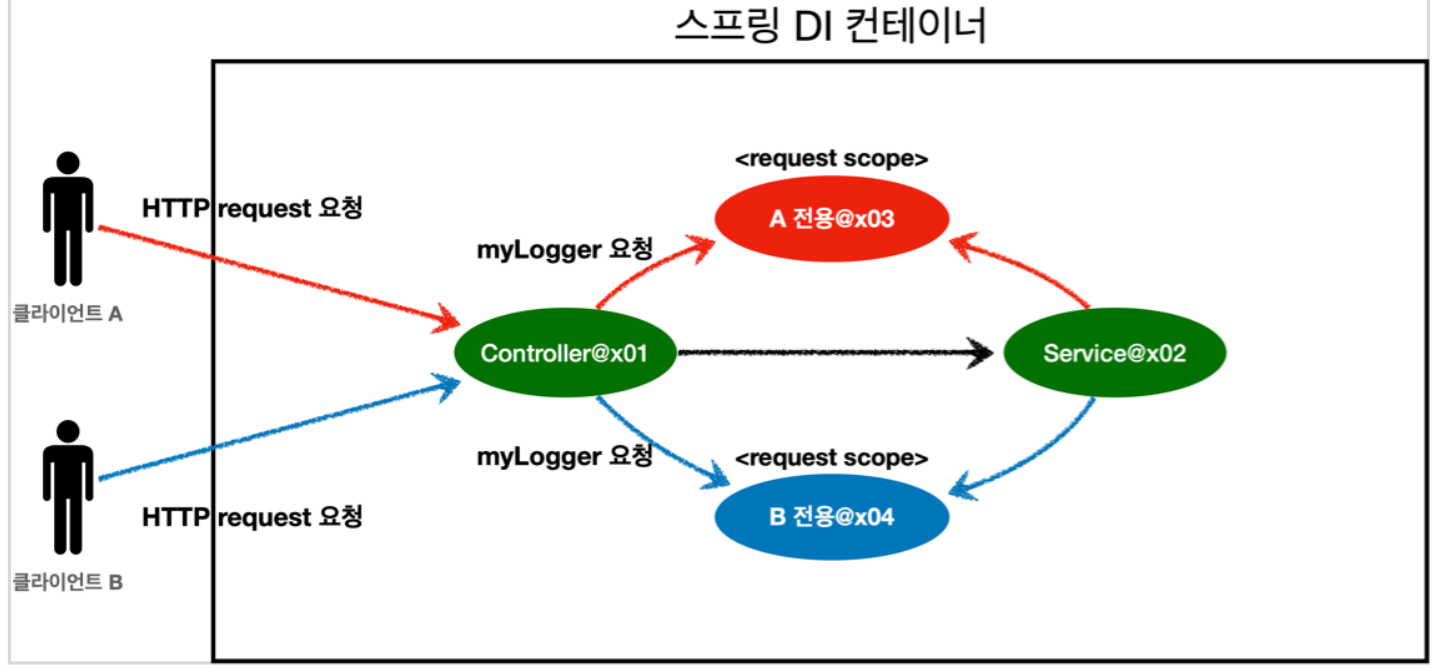 스프링 DI 컨테이너
<request scope>
HTTP request 요청
A 전용@x03
myLogger 요청
클라이언트 A
Controller@x01
Service@x02
myLogger 요청
<request scope>
HTTP request 요청
B 전용@x04
클라이언트 B